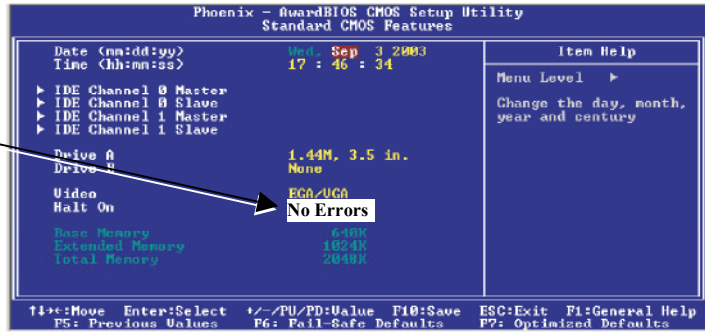 Phoenix - AwardBIOS CMOS Setup Utility
Standard CMOS Features
Date (mm:dd:yy) Wed, Sep 3 2003
Time (hh:mm:ss) 17 : 46 : 34
▶ IDE Channel 0 Master
▶ IDE Channel 0 Slave
▶ IDE Channel 1 Master
▶ IDE Channel 1 Slave
Drive A 1.44M, 3.5 in.
Drive B None
Video EGA/VGA
Halt On No Errors
Base Memory 640K
Extended Memory 1024K
Total Memory 2048K
Item Help
Menu Level ▶
Change the day, month,
year and century
↑↓→←:Move Enter:Select +/-/PU/PD:Value F10:Save ESC:Exit F1:General Help
F5: Previous Values F6: Fail-Safe Defaults F7: Optimized Defaults